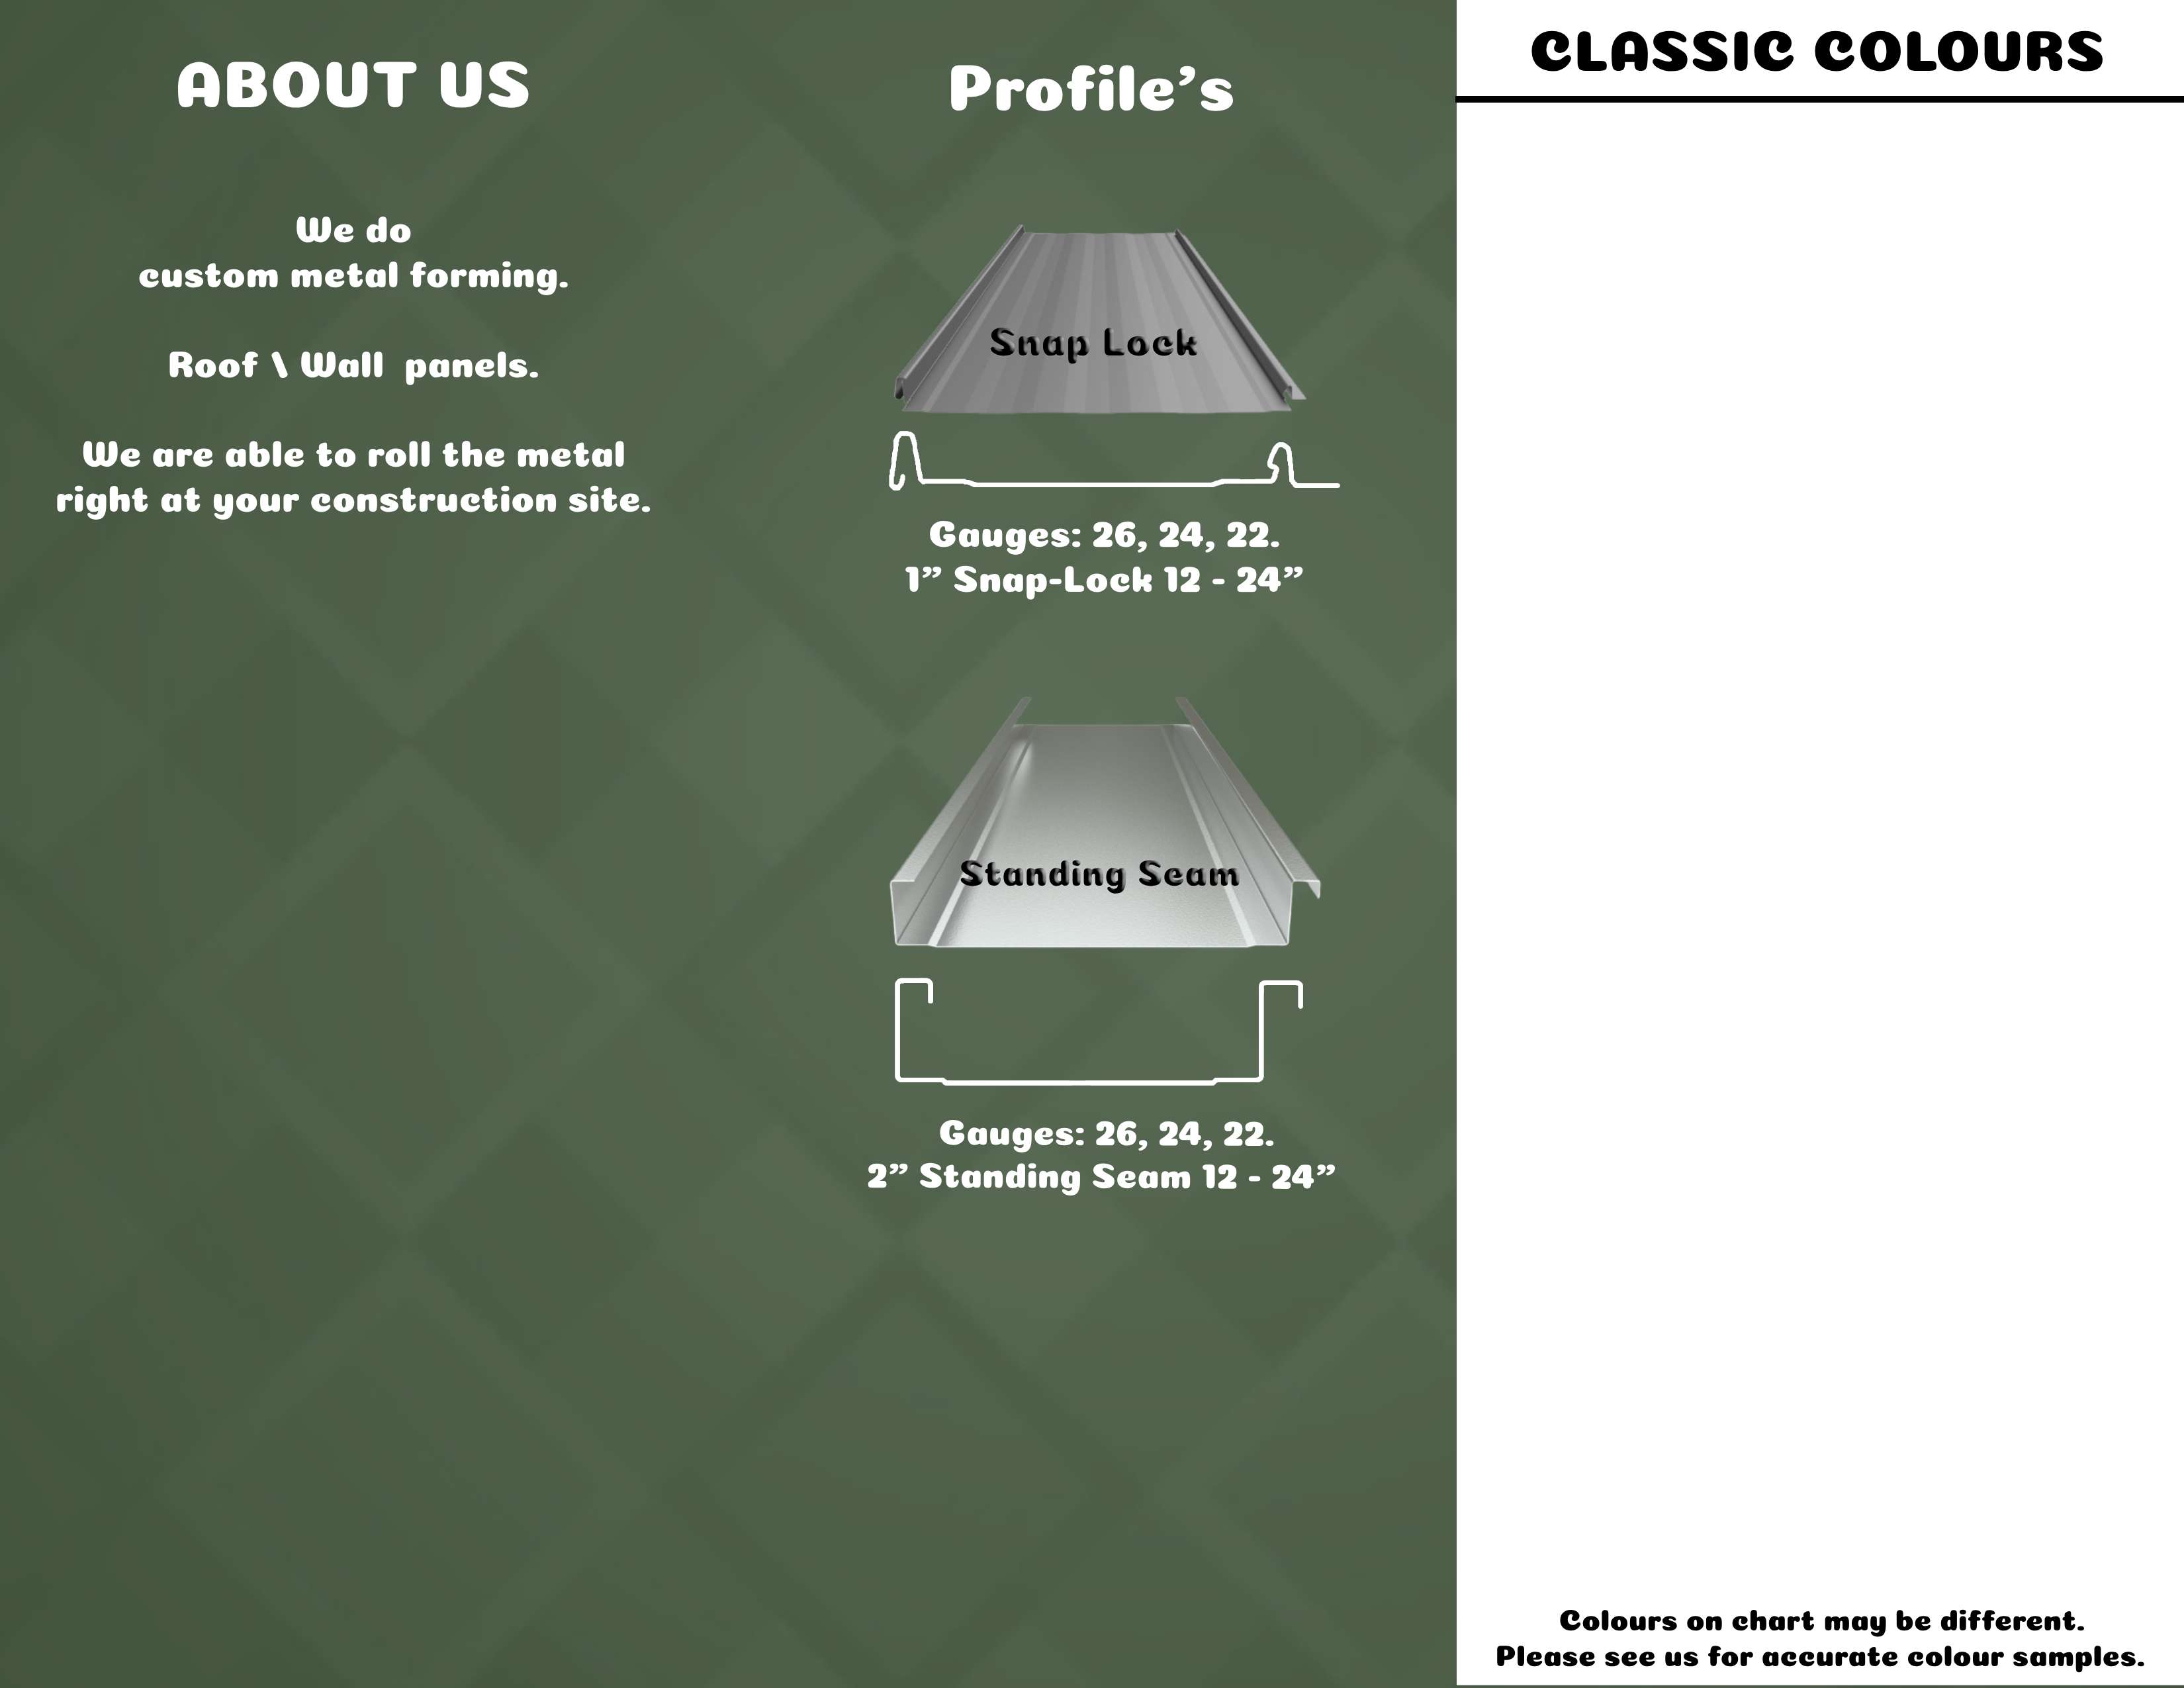 ABOUT US
We do
custom metal forming.
Roof \ Wall  panels.
We are able to roll the metal
right at your construction site.
Profile’s
Snap Lock
Gauges: 26, 24, 22.
1” Snap-Lock 12 - 24”
Standing Seam
Gauges: 26, 24, 22.
2” Standing Seam 12 - 24”
CLASSIC COLOURS
Colours on chart may be different.
Please see us for accurate colour samples.